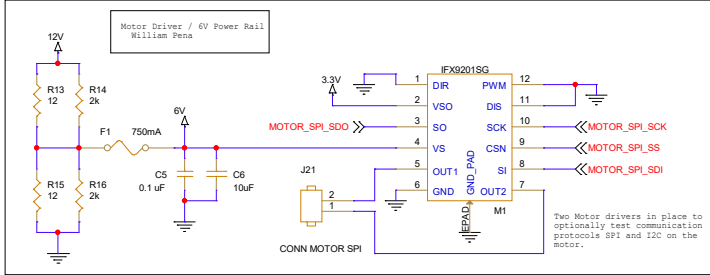 Motor Driver / 6V Power Rail
William Pena
12V
R13
12
R14
2k
F1
750mA
6V
R15
12
R16
2k
C5
0.1 uF
C6
10uF
3.3V
MOTOR_SPI_SDO
J21
2
1
CONN MOTOR SPI
IFX9201SG
1
DIR
PWM
12
2
VSO
DIS
11
3
SO
SCK
10
MOTOR_SPI_SCK
4
VS
CSN
9
MOTOR_SPI_SS
5
OUT1
SI
8
MOTOR_SPI_SDI
6
GND
OUT2
7
GND_PAD
EPAD
M1
Two Motor drivers in place to
optionally test communication
protocols SPI and I2C on the
motor.